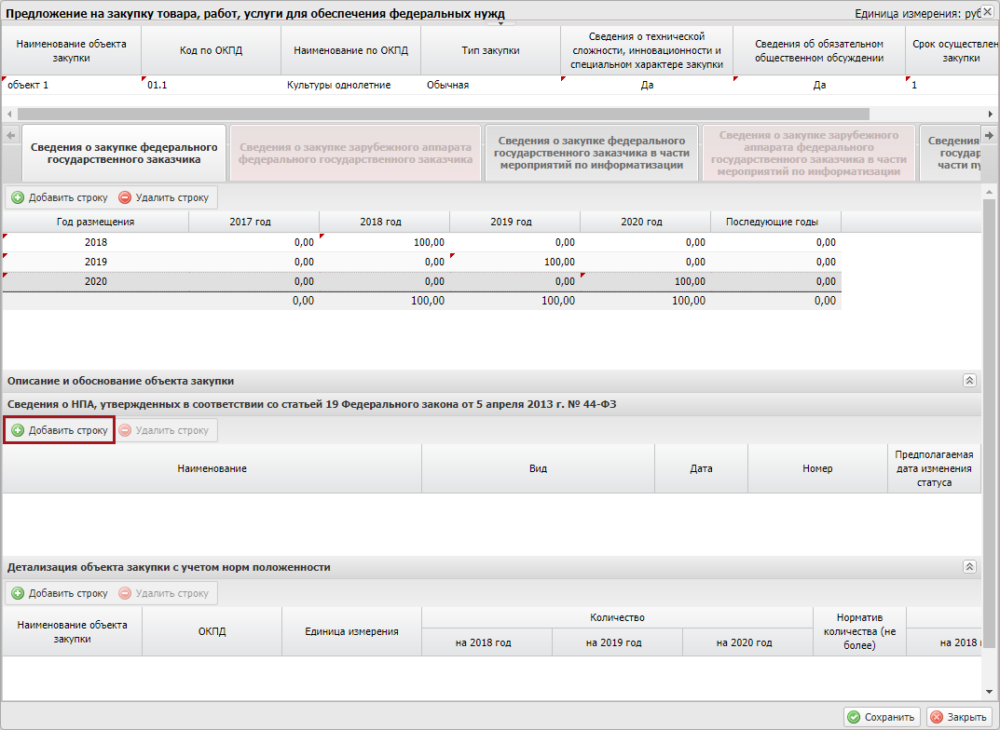 Предложение на закупку товара, работ, услуги для обеспечения федеральных нужд
Единица измерения: руб
Наименование объекта закупки
Код по ОКПД
Наименование по ОКПД
Тип закупки
Сведения о технической сложности, инновационности и специальном характере закупки
Сведения об обязательном общественном обсуждении
Срок осуществлен закупки
объект 1
01.1
Культуры однолетние
Обычная
Да
Да
1
Сведения о закупке федерального государственного заказчика
Сведения о закупке зарубежного аппарата федерального государственного заказчика
Сведения о закупке федерального государственного заказчика в части мероприятий по информатизации
Сведения о закупке зарубежного аппарата федерального государственного заказчика в части мероприятий по информатизации
Сведения
государ
части пу
Добавить строку
Удалить строку
Год размещения 2017 год 2018 год 2019 год 2020 год Последующие годы
2018 0,00 100,00 0,00 0,00 0,00
2019 0,00 0,00 100,00 0,00 0,00
2020 0,00 0,00 0,00 100,00 0,00
0,00 100,00 100,00 100,00 0,00
Описание и обоснование объекта закупки
Сведения о НПА, утвержденных в соответствии со статьей 19 Федерального закона от 5 апреля 2013 г. № 44-ФЗ
Добавить строку
Удалить строку
Наименование
Вид
Дата
Номер
Предполагаемая дата изменения статуса
Детализация объекта закупки с учетом норм положенности
Добавить строку
Удалить строку
Наименование объекта закупки
ОКПД
Единица измерения
Количество
на 2018 год
на 2019 год
на 2020 год
Норматив количества (не более)
на 2018
Сохранить
Закрыть